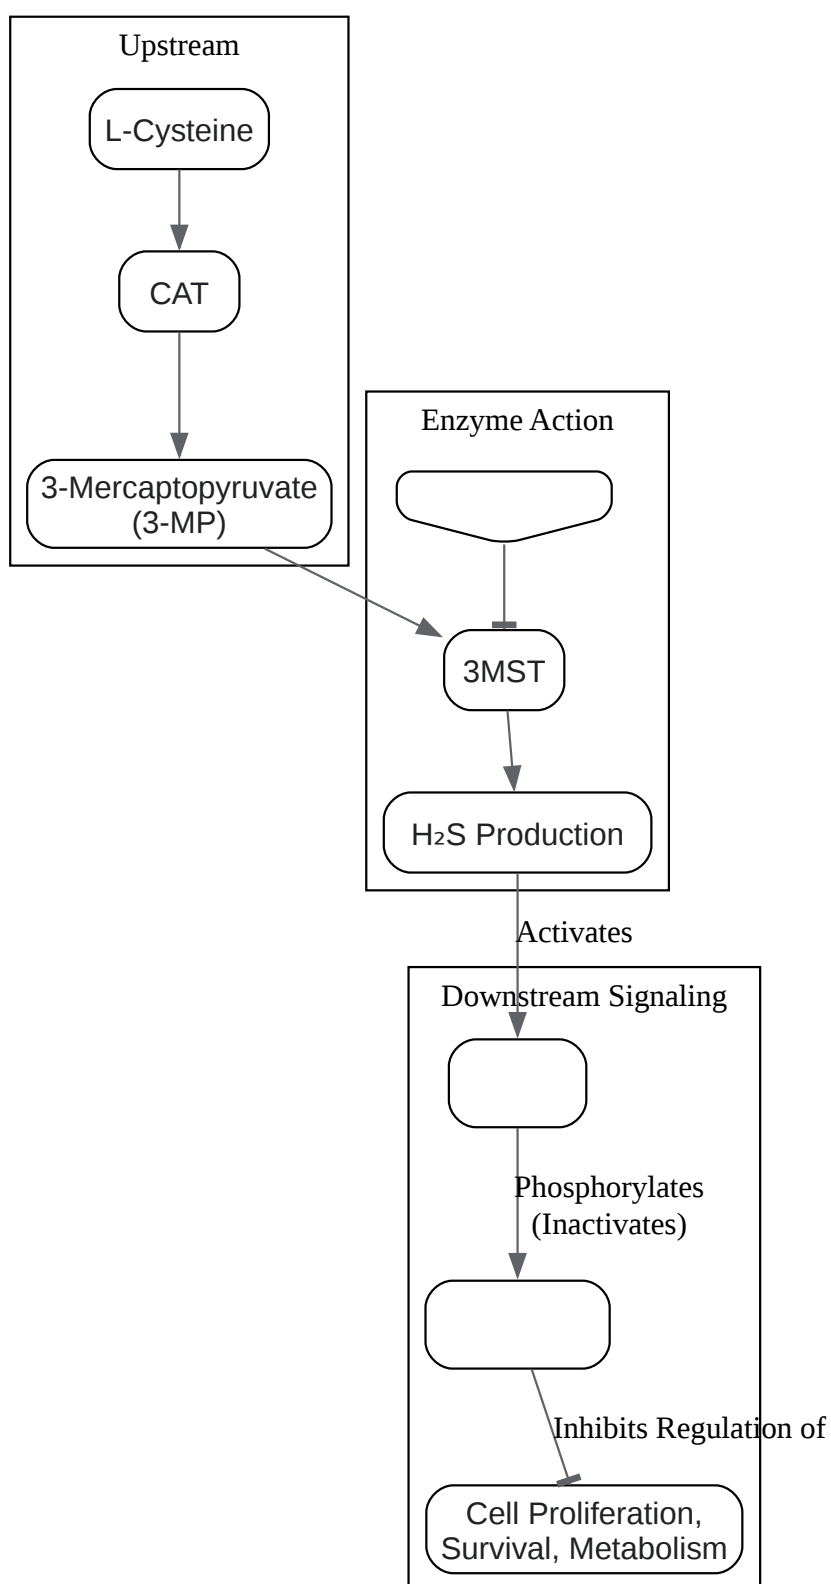 Upstream
L-Cysteine
CAT
3-Mercaptopyruvate
(3-MP)
Enzyme Action
3MST
H₂S Production
Activates
Downstream Signaling
Phosphorylates
(Inactivates)
Inhibits Regulation of
Cell Proliferation,
Survival, Metabolism